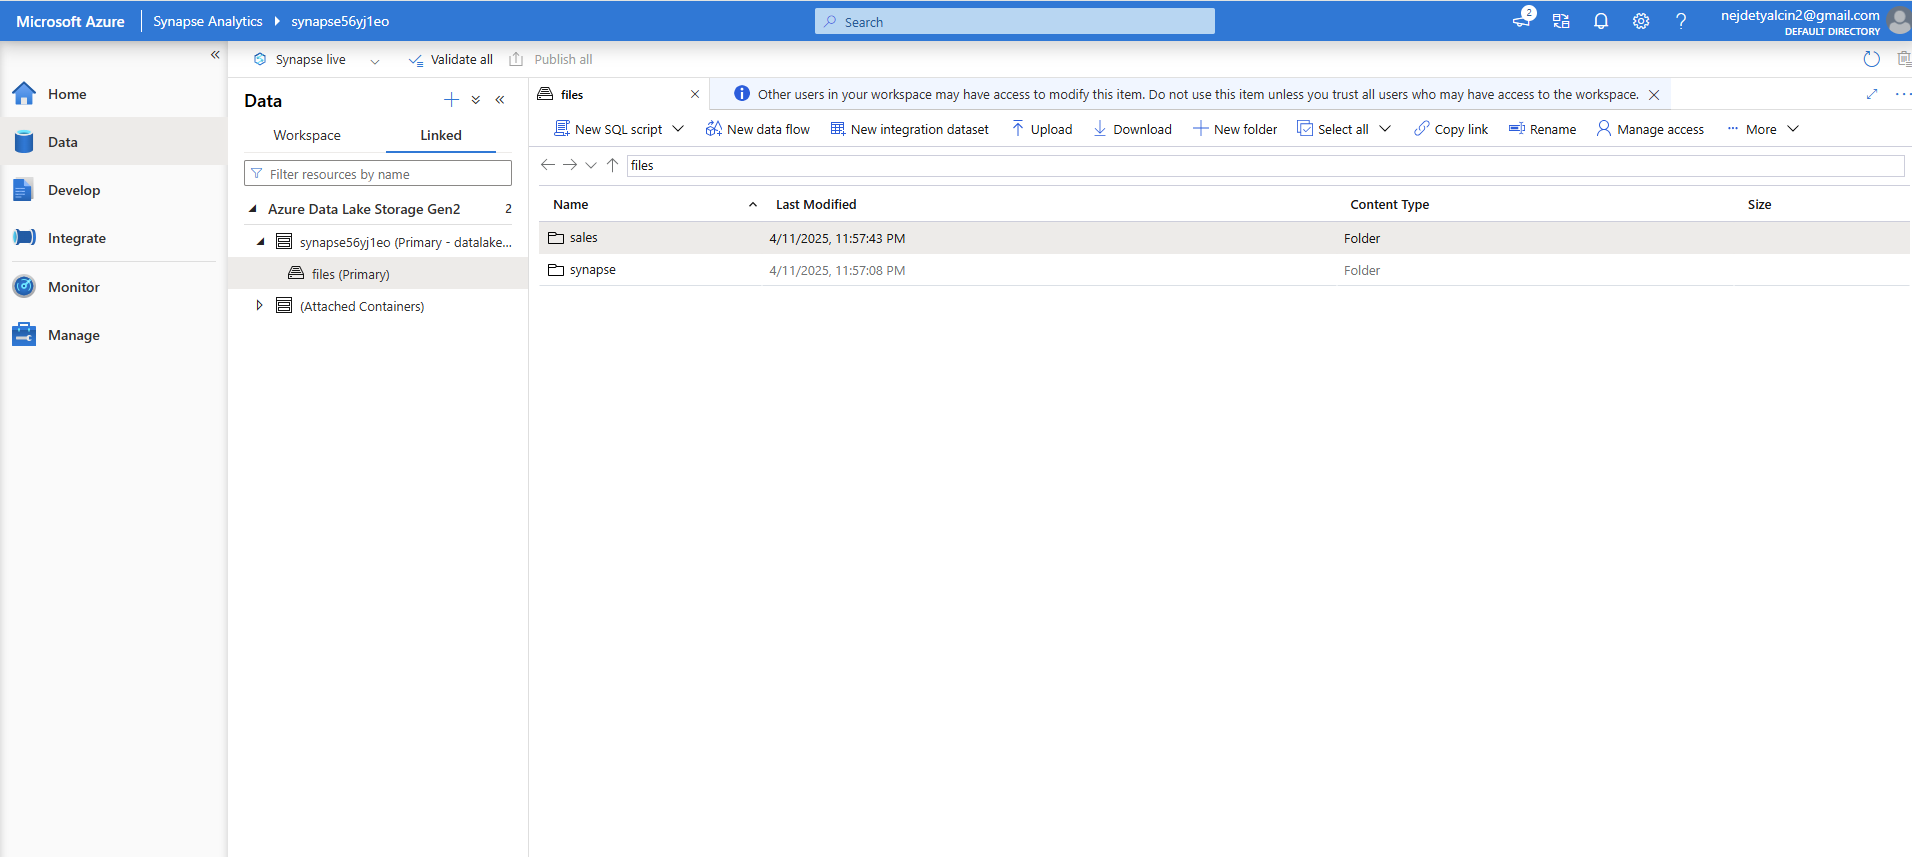 Microsoft Azure Synapse Analytics synapse56yj1eo Search 2 nejdetyalcin2@gmail.com
DEFAULT DIRECTORY
Synapse live Validate all Publish all
Home
Data
Develop
Integrate
Monitor
Manage
Data
Workspace Linked
Filter resources by name
Azure Data Lake Storage Gen2 2
synapse56yj1eo (Primary - datalake...
files (Primary)
(Attached Containers)
files Other users in your workspace may have access to modify this item. Do not use this item unless you trust all users who may have access to the workspace.
New SQL script New data flow New integration dataset Upload Download New folder Select all Copy link Rename Manage access More
files
Name Last Modified Content Type Size
sales 4/11/2025, 11:57:43 PM Folder
synapse 4/11/2025, 11:57:08 PM Folder